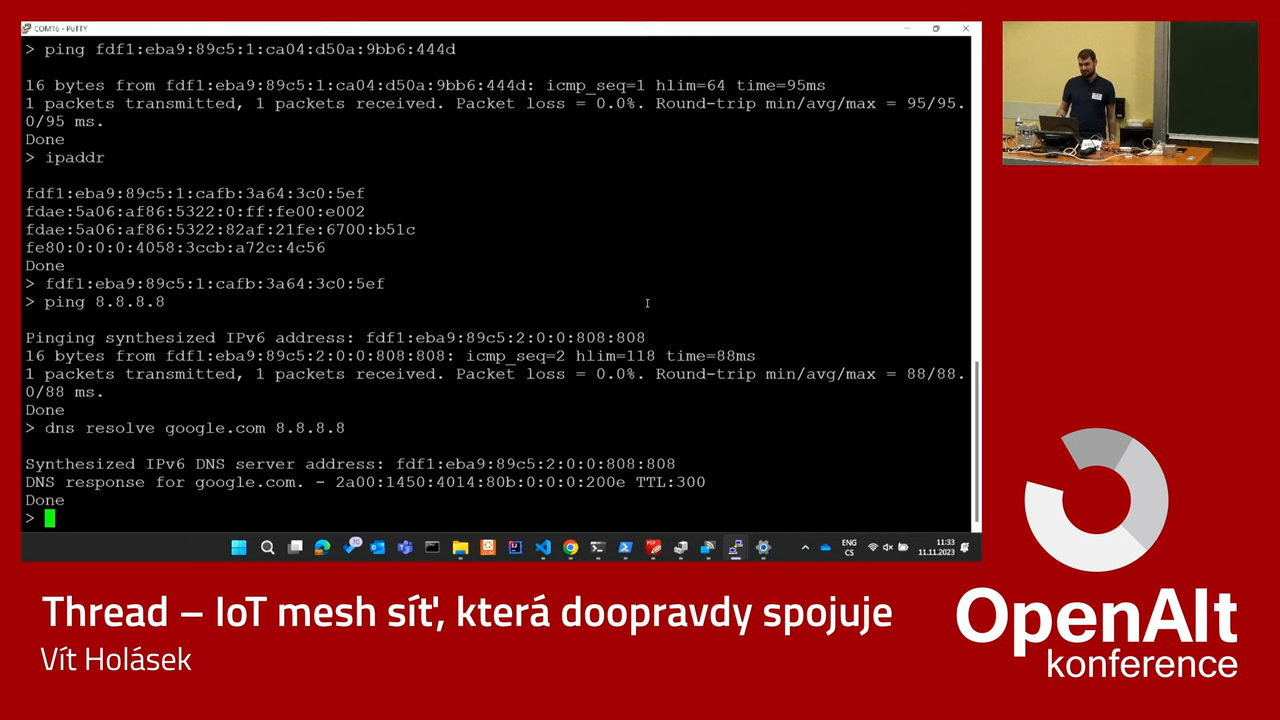 COM16 - PuTTY
> ping fdf1:eba9:89c5:1:ca04:d50a:9bb6:444d
16 bytes from fdf1:eba9:89c5:1:ca04:d50a:9bb6:444d: icmp_seq=1 hlim=64 time=95ms
1 packets transmitted, 1 packets received. Packet loss = 0.0%. Round-trip min/avg/max = 95/95.
0/95 ms.
Done
> ipaddr
fdf1:eba9:89c5:1:cafb:3a64:3c0:5ef
fdae:5a06:af86:5322:0:ff:fe00:e002
fdae:5a06:af86:5322:82af:21fe:6700:b51c
fe80:0:0:0:4058:3ccb:a72c:4c56
Done
> fdf1:eba9:89c5:1:cafb:3a64:3c0:5ef
> ping 8.8.8.8
Pinging synthesized IPv6 address: fdf1:eba9:89c5:2:0:0:808:808
16 bytes from fdf1:eba9:89c5:2:0:0:808:808: icmp_seq=2 hlim=118 time=88ms
1 packets transmitted, 1 packets received. Packet loss = 0.0%. Round-trip min/avg/max = 88/88.
0/88 ms.
Done
> dns resolve google.com 8.8.8.8
Synthesized IPv6 DNS server address: fdf1:eba9:89c5:2:0:0:808:808
DNS response for google.com. - 2a00:1450:4014:80b:0:0:0:200e TTL:300
Done
>
ENG
CS
11:33
11.11.2023
Thread – IoT mesh síť, která doopravdy spojuje
Vít Holásek
OpenAlt
konference